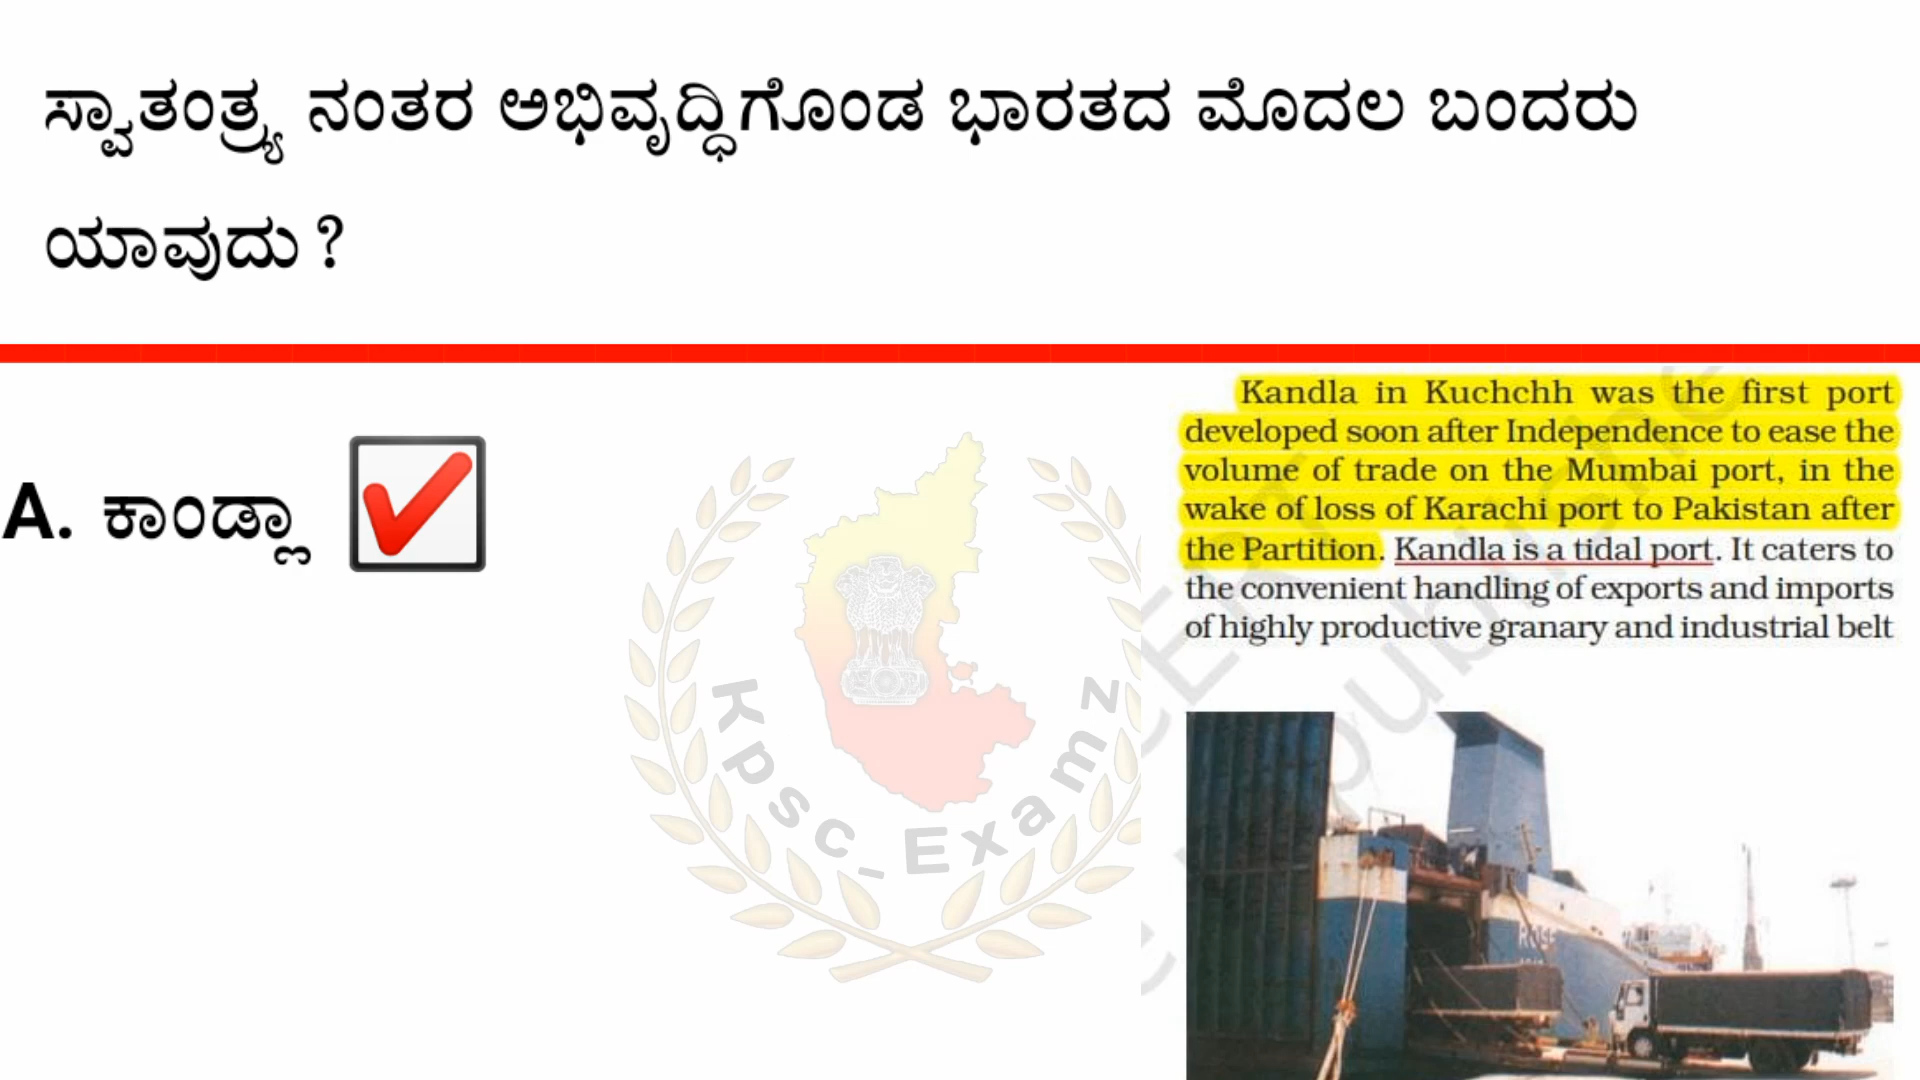 ಸ್ವಾತಂತ್ರ್ಯ ನಂತರ ಅಭಿವೃದ್ಧಿಗೊಂಡ ಭಾರತದ ಮೊದಲ ಬಂದರು
ಯಾವುದು ?
A. ಕಾಂಡ್ಲಾ
Kandla in Kuchchh was the first port
developed soon after Independence to ease the
volume of trade on the Mumbai port, in the
wake of loss of Karachi port to Pakistan after
the Partition. Kandla is a tidal port. It caters to
the convenient handling of exports and imports
of highly productive granary and industrial belt
Kpsc_Examz